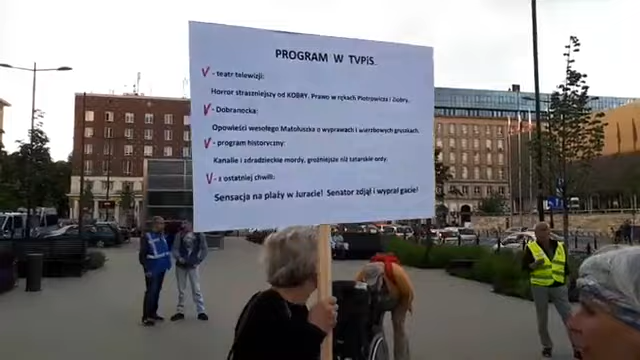 PROGRAM W TVPiS
- teatr telewizji:
Horror straszniejszy od KOBRY. Prawo w rękach Piotrowicza i Ziobry.
- Dobranocka:
Opowieści wesołego Matołuszka o wyprawach i wierzbowych gruszkach.
- program historyczny:
Kanalie i zdradzieckie mordy, groźniejsze niż tatarskie ordy.
- z ostatniej chwili:
Sensacja na plaży w Juracie! Senator zdjął i wyprał gacie!